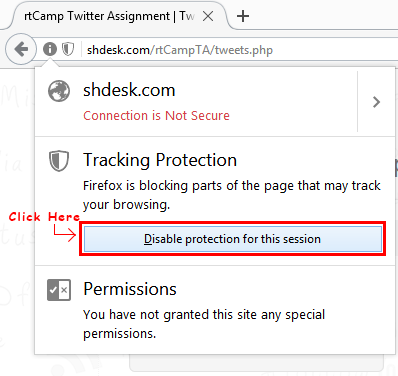 rtCamp Twitter Assignment | Tw
shdesk.com/rtCampTA/tweets.php
shdesk.com
Connection is Not Secure
Tracking Protection
Firefox is blocking parts of the page that may track
your browsing.
Click Here
Disable protection for this session
Permissions
You have not granted this site any special
permissions.